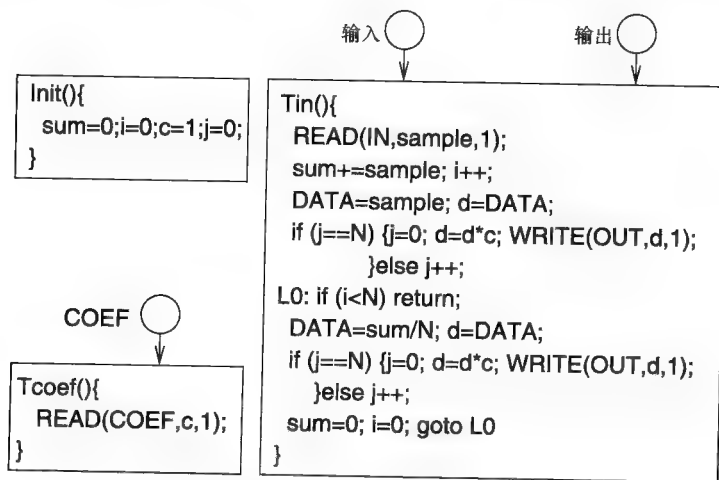 输入
输出
Init(){
sum=0;i=0;c=1;j=0;
}
Tin(){
READ(IN,sample,1);
sum+=sample; i++;
DATA=sample; d=DATA;
if (j==N) {j=0; d=d*c; WRITE(OUT,d,1);
}else j++;
L0: if (i<N) return;
DATA=sum/N; d=DATA;
if (j==N) {j=0; d=d*c; WRITE(OUT,d,1);
}else j++;
sum=0; i=0; goto L0
}
COEF
Tcoef(){
READ(COEF,c,1);
}